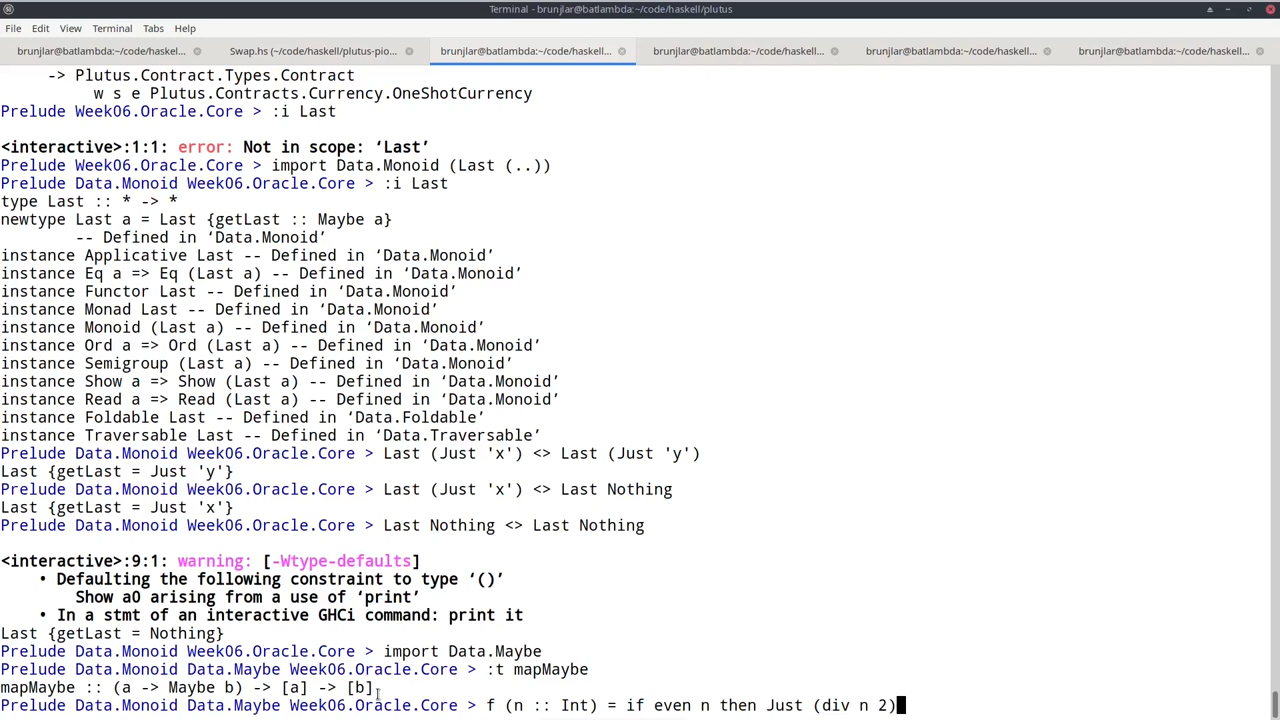 Terminal - brunjlar@batlambda:~/code/haskell/plutus
File Edit View Terminal Tabs Help
brunjlar@batlambda:~/code/haskell... Swap.hs (~/code/haskell/plutus-pio... brunjlar@batlambda:~/code/haskell... brunjlar@batlambda:~/code/haskell... brunjlar@batlambda:~/code/haskell... brunjlar@batlambda:~/code/haskell...
-> Plutus.Contract.Types.Contract
w s e Plutus.Contracts.Currency.OneShotCurrency
Prelude Week06.Oracle.Core > :i Last
<interactive>:1:1: error: Not in scope: ‘Last’
Prelude Week06.Oracle.Core > import Data.Monoid (Last (..))
Prelude Data.Monoid Week06.Oracle.Core > :i Last
type Last :: * -> *
newtype Last a = Last {getLast :: Maybe a}
-- Defined in ‘Data.Monoid’
instance Applicative Last -- Defined in ‘Data.Monoid’
instance Eq a => Eq (Last a) -- Defined in ‘Data.Monoid’
instance Functor Last -- Defined in ‘Data.Monoid’
instance Monad Last -- Defined in ‘Data.Monoid’
instance Monoid (Last a) -- Defined in ‘Data.Monoid’
instance Ord a => Ord (Last a) -- Defined in ‘Data.Monoid’
instance Semigroup (Last a) -- Defined in ‘Data.Monoid’
instance Show a => Show (Last a) -- Defined in ‘Data.Monoid’
instance Read a => Read (Last a) -- Defined in ‘Data.Monoid’
instance Foldable Last -- Defined in ‘Data.Foldable’
instance Traversable Last -- Defined in ‘Data.Traversable’
Prelude Data.Monoid Week06.Oracle.Core > Last (Just 'x') <> Last (Just 'y')
Last {getLast = Just 'y'}
Prelude Data.Monoid Week06.Oracle.Core > Last (Just 'x') <> Last Nothing
Last {getLast = Just 'x'}
Prelude Data.Monoid Week06.Oracle.Core > Last Nothing <> Last Nothing
<interactive>:9:1: warning: [-Wtype-defaults]
• Defaulting the following constraint to type ‘()’
Show a0 arising from a use of ‘print’
• In a stmt of an interactive GHCi command: print it
Last {getLast = Nothing}
Prelude Data.Monoid Week06.Oracle.Core > import Data.Maybe
Prelude Data.Monoid Data.Maybe Week06.Oracle.Core > :t mapMaybe
mapMaybe :: (a -> Maybe b) -> [a] -> [b]
Prelude Data.Monoid Data.Maybe Week06.Oracle.Core > f (n :: Int) = if even n then Just (div n 2)